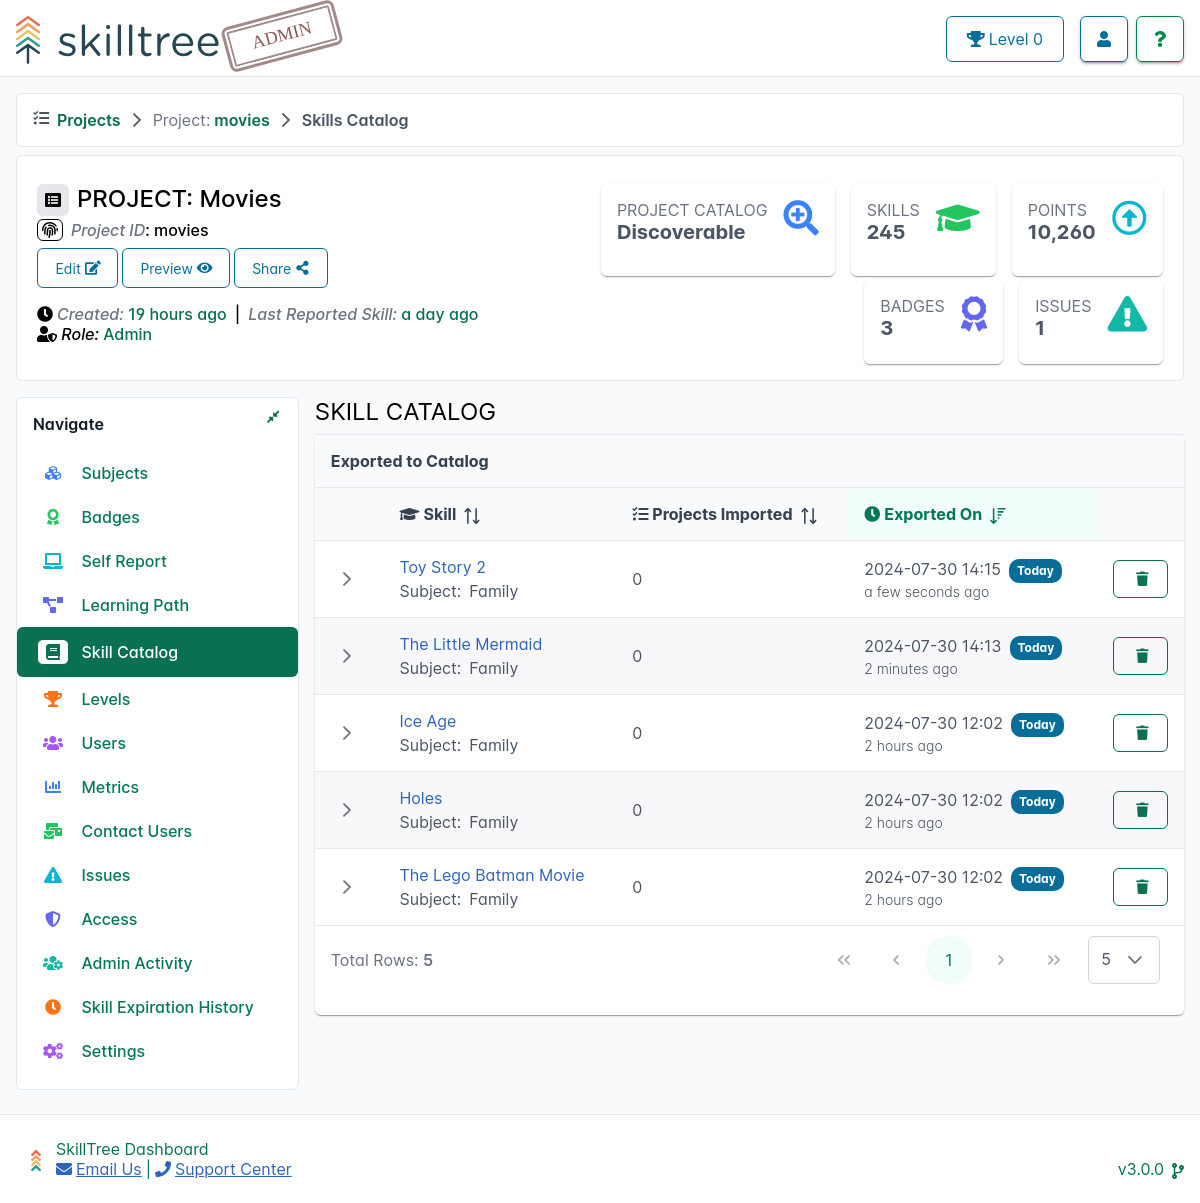 skilltree ADMIN
Level 0
Projects > Project: movies > Skills Catalog
PROJECT: Movies
Project ID: movies
Edit Preview Share
Created: 19 hours ago | Last Reported Skill: a day ago
Role: Admin
PROJECT CATALOG
Discoverable
SKILLS
245
POINTS
10,260
BADGES
3
ISSUES
1
Navigate
Subjects
Badges
Self Report
Learning Path
Skill Catalog
Levels
Users
Metrics
Contact Users
Issues
Access
Admin Activity
Skill Expiration History
Settings
SKILL CATALOG
Exported to Catalog
Skill Projects Imported Exported On
Toy Story 2
Subject: Family
0
2024-07-30 14:15 Today
a few seconds ago
The Little Mermaid
Subject: Family
0
2024-07-30 14:13 Today
2 minutes ago
Ice Age
Subject: Family
0
2024-07-30 12:02 Today
2 hours ago
Holes
Subject: Family
0
2024-07-30 12:02 Today
2 hours ago
The Lego Batman Movie
Subject: Family
0
2024-07-30 12:02 Today
2 hours ago
Total Rows: 5
1
5
SkillTree Dashboard
Email Us | Support Center
v3.0.0